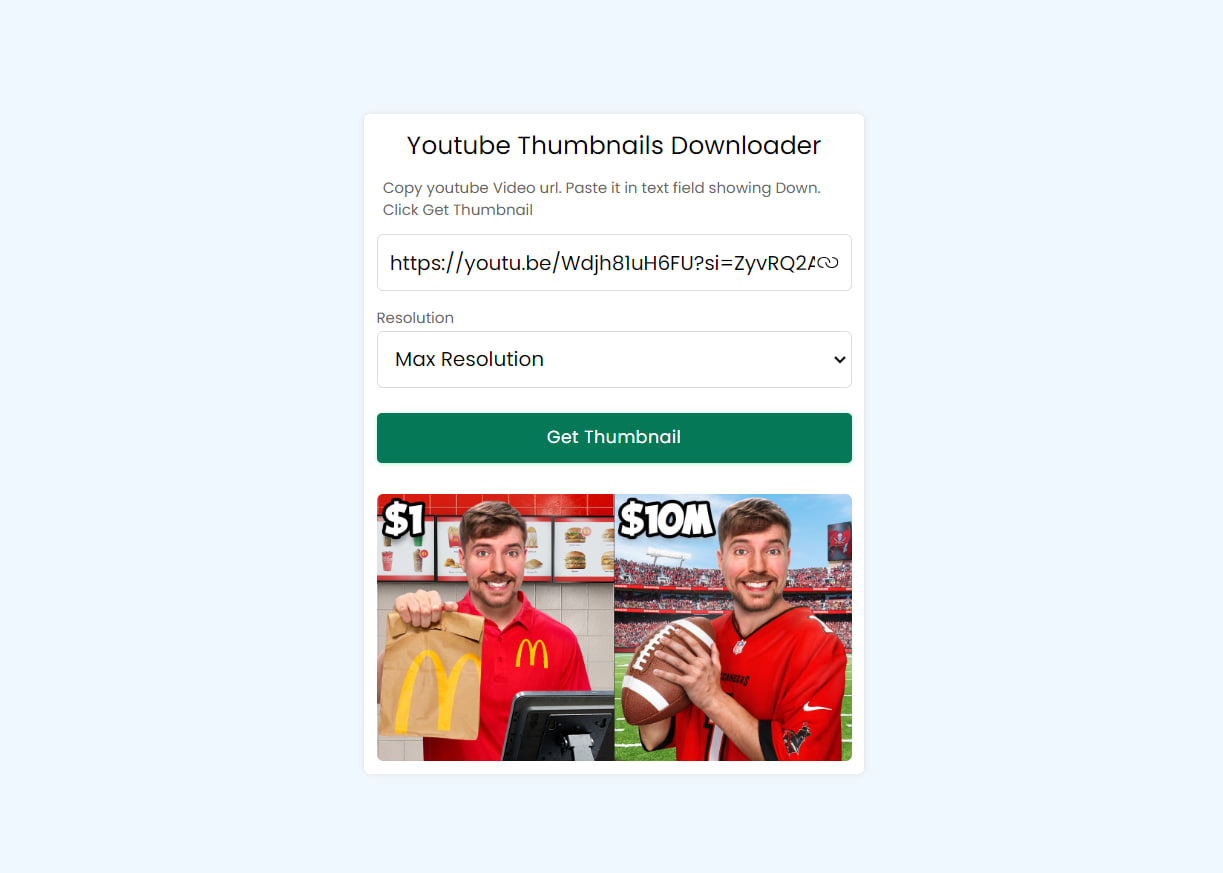 Youtube Thumbnails Downloader
Copy youtube Video url. Paste it in text field showing Down.
Click Get Thumbnail
https://youtu.be/Wdjh81uH6FU?si=ZyvRQ2A
Resolution
Max Resolution
Get Thumbnail
$1
$10M